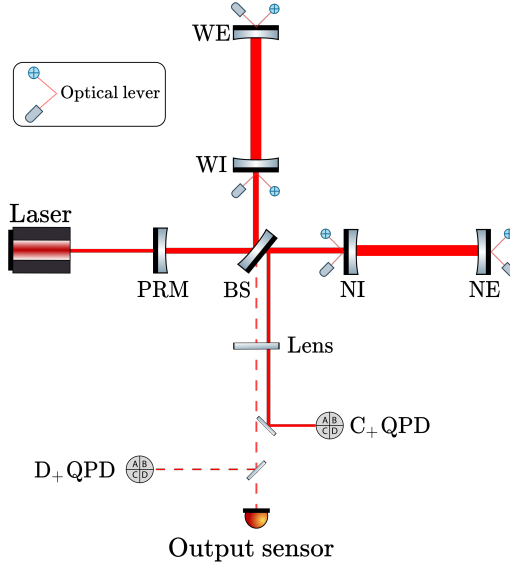 WE
Optical lever
WI
Laser
PRM
BS
NI
NE
Lens
A B
C D
C₊QPD
D₊QPD
A B
C D
Output sensor